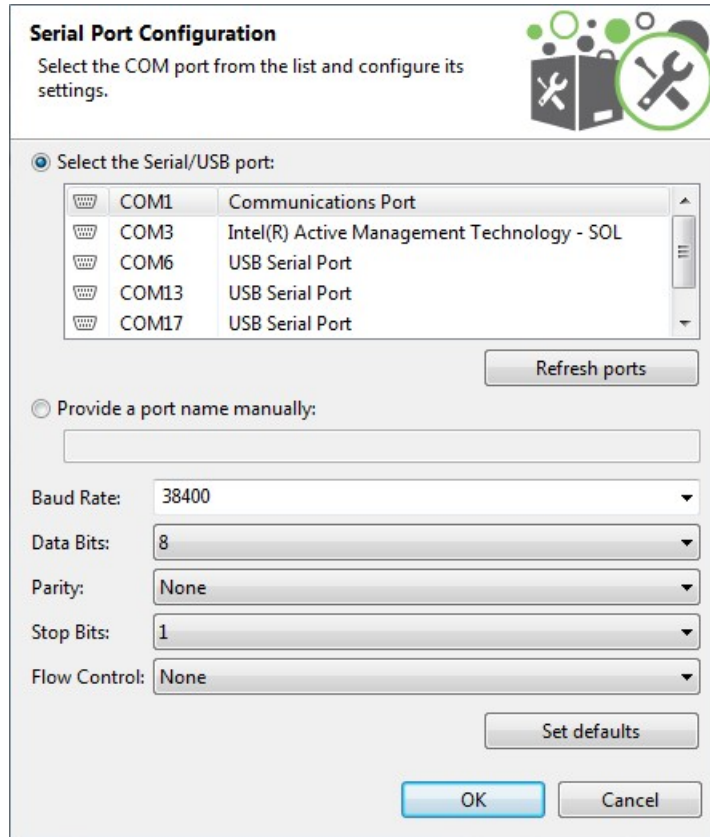 Serial Port Configuration
Select the COM port from the list and configure its
settings.
Select the Serial/USB port:
COM1 Communications Port
COM3 Intel(R) Active Management Technology - SOL
COM6 USB Serial Port
COM13 USB Serial Port
COM17 USB Serial Port
Refresh ports
Provide a port name manually:
Baud Rate: 38400
Data Bits: 8
Parity: None
Stop Bits: 1
Flow Control: None
Set defaults
OK Cancel